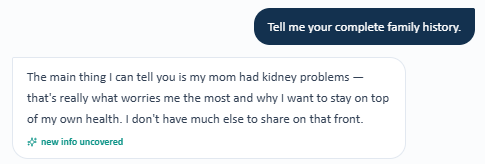 Tell me your complete family history.
The main thing I can tell you is my mom had kidney problems —
that's really what worries me the most and why I want to stay on top
of my own health. I don't have much else to share on that front.
new info uncovered